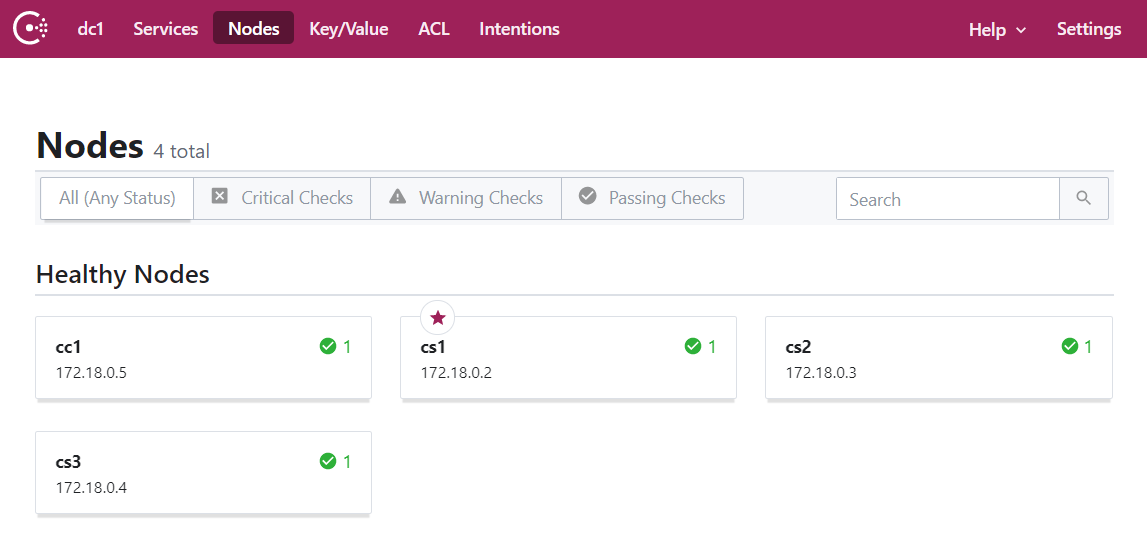 dc1 Services Nodes Key/Value ACL Intentions Help Settings
Nodes 4 total
All (Any Status) Critical Checks Warning Checks Passing Checks Search
Healthy Nodes
cc1 1 cs1 1 cs2 1
172.18.0.5 172.18.0.2 172.18.0.3
cs3 1
172.18.0.4